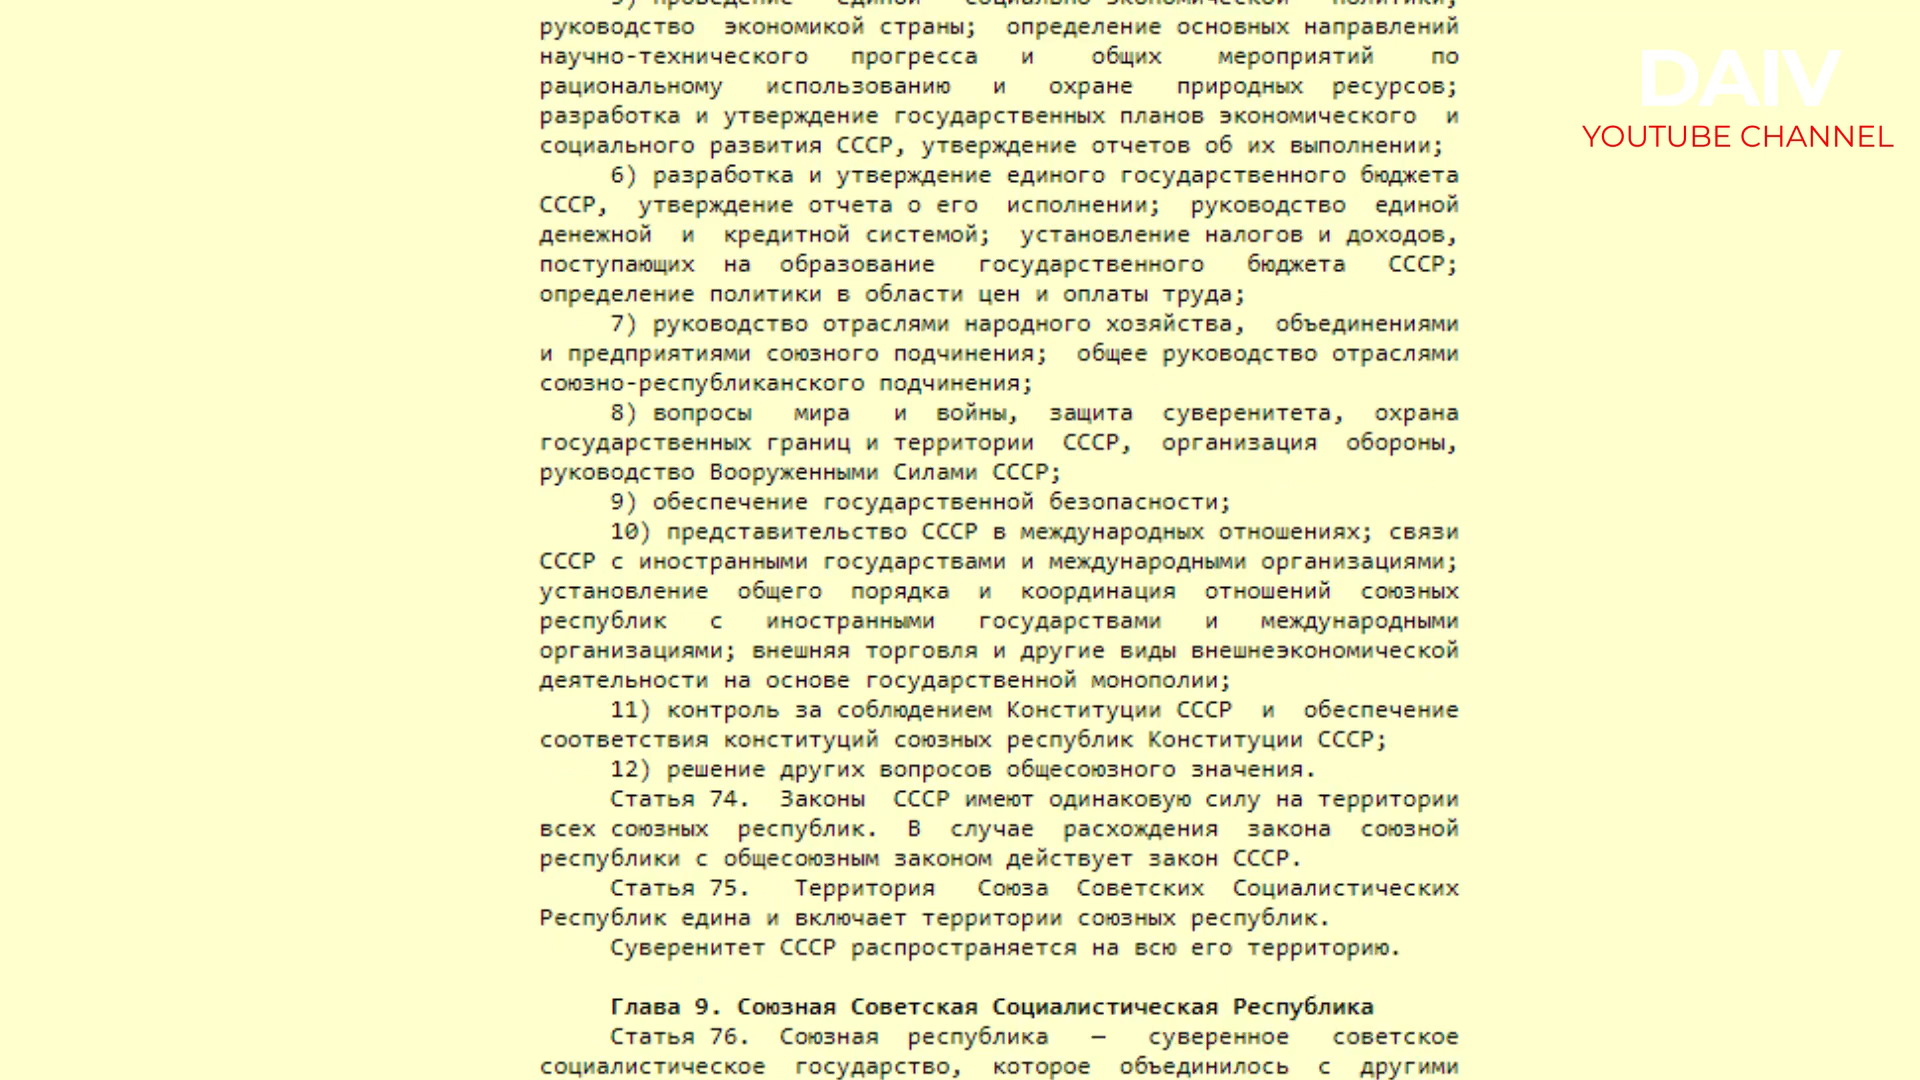 5) проведение единой социально-экономической политики,
руководство экономикой страны; определение основных направлений
научно-технического прогресса и общих мероприятий по
рациональному использованию и охране природных ресурсов;
разработка и утверждение государственных планов экономического и
социального развития СССР, утверждение отчетов об их выполнении;
6) разработка и утверждение единого государственного бюджета
СССР, утверждение отчета о его исполнении; руководство единой
денежной и кредитной системой; установление налогов и доходов,
поступающих на образование государственного бюджета СССР;
определение политики в области цен и оплаты труда;
7) руководство отраслями народного хозяйства, объединениями
и предприятиями союзного подчинения; общее руководство отраслями
союзно-республиканского подчинения;
8) вопросы мира и войны, защита суверенитета, охрана
государственных границ и территории СССР, организация обороны,
руководство Вооруженными Силами СССР;
9) обеспечение государственной безопасности;
10) представительство СССР в международных отношениях; связи
СССР с иностранными государствами и международными организациями;
установление общего порядка и координация отношений союзных
республик с иностранными государствами и международными
организациями; внешняя торговля и другие виды внешнеэкономической
деятельности на основе государственной монополии;
11) контроль за соблюдением Конституции СССР и обеспечение
соответствия конституций союзных республик Конституции СССР;
12) решение других вопросов общесоюзного значения.
Статья 74. Законы СССР имеют одинаковую силу на территории
всех союзных республик. В случае расхождения закона союзной
республики с общесоюзным законом действует закон СССР.
Статья 75. Территория Союза Советских Социалистических
Республик едина и включает территории союзных республик.
Суверенитет СССР распространяется на всю его территорию.
Глава 9. Союзная Советская Социалистическая Республика
Статья 76. Союзная республика – суверенное советское
социалистическое государство, которое объединилось с другими
DAIV
YOUTUBE CHANNEL